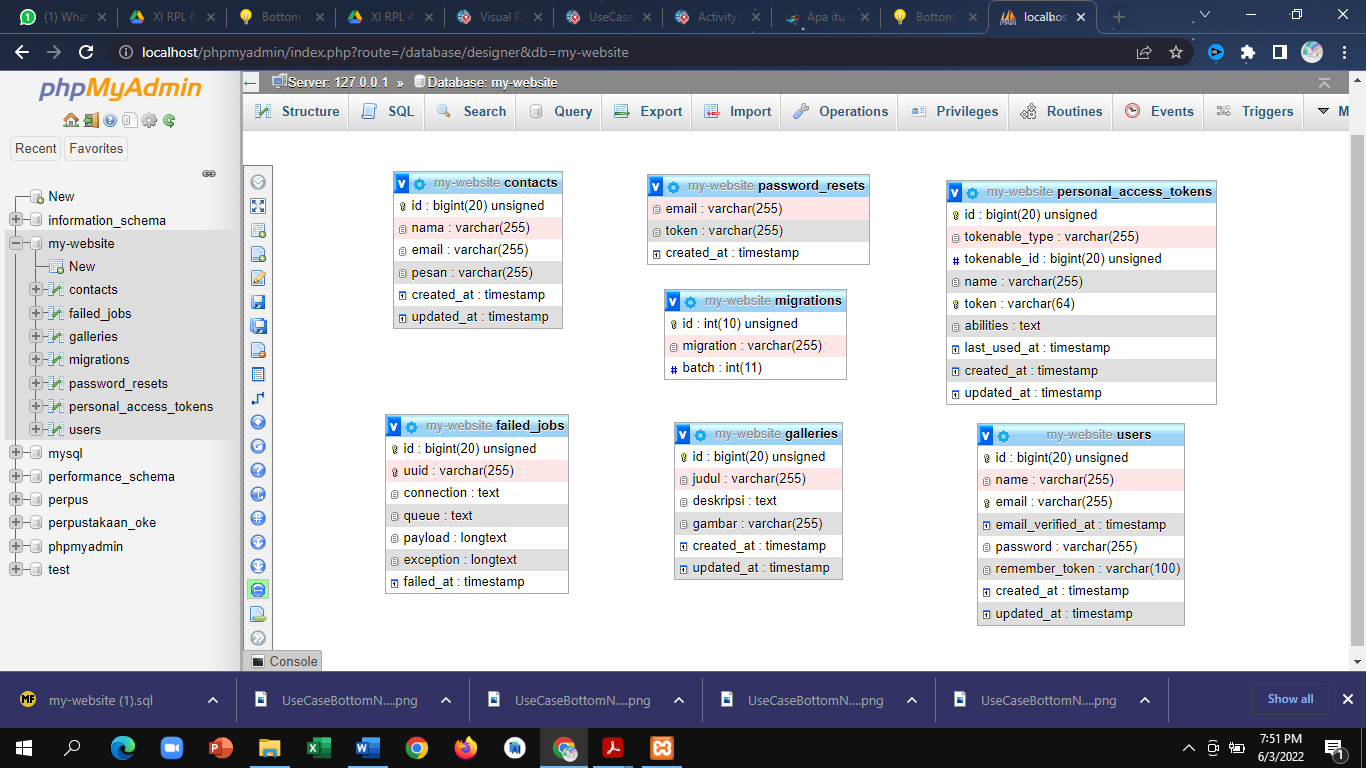 (1) What
XI RPL 6
Bottom
XI RPL 4
Visual Pa
UseCase
ActivityD
Apa itu
Bottom
localhos
localhost/phpmyadmin/index.php?route=/database/designer&db=my-website
phpMyAdmin
Recent
Favorites
New
information_schema
my-website
New
contacts
failed_jobs
galleries
migrations
password_resets
personal_access_tokens
users
mysql
performance_schema
perpus
perpustakaan_oke
phpmyadmin
test
Server: 127.0.0.1 » Database: my-website
Structure
SQL
Search
Query
Export
Import
Operations
Privileges
Routines
Events
Triggers
M
V my-website contacts
id : bigint(20) unsigned
nama : varchar(255)
email : varchar(255)
pesan : varchar(255)
created_at : timestamp
updated_at : timestamp
V my-website password_resets
email : varchar(255)
token : varchar(255)
created_at : timestamp
V my-website personal_access_tokens
id : bigint(20) unsigned
tokenable_type : varchar(255)
# tokenable_id : bigint(20) unsigned
name : varchar(255)
token : varchar(64)
abilities : text
last_used_at : timestamp
created_at : timestamp
updated_at : timestamp
V my-website migrations
id : int(10) unsigned
migration : varchar(255)
# batch : int(11)
V my-website failed_jobs
id : bigint(20) unsigned
uuid : varchar(255)
connection : text
queue : text
payload : longtext
exception : longtext
failed_at : timestamp
V my-website galleries
id : bigint(20) unsigned
judul : varchar(255)
deskripsi : text
gambar : varchar(255)
created_at : timestamp
updated_at : timestamp
V my-website users
id : bigint(20) unsigned
name : varchar(255)
email : varchar(255)
email_verified_at : timestamp
password : varchar(255)
remember_token : varchar(100)
created_at : timestamp
updated_at : timestamp
Console
my-website (1).sql
UseCaseBottomN....png
UseCaseBottomN....png
UseCaseBottomN....png
UseCaseBottomN....png
Show all
7:51 PM
6/3/2022
1